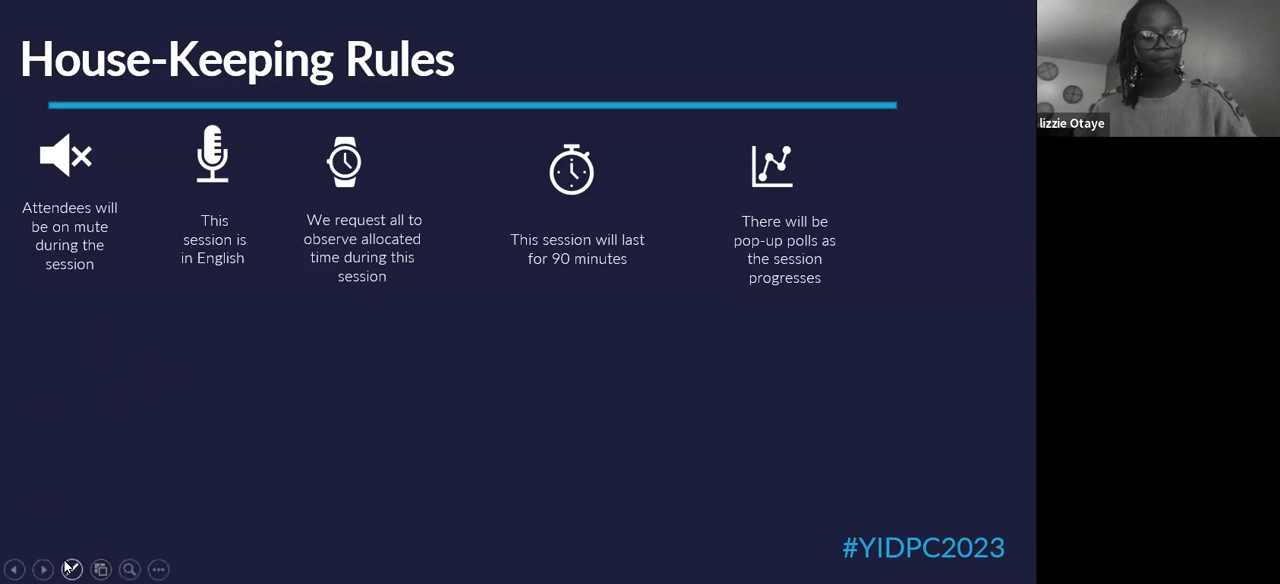 House-Keeping Rules
Attendees will
be on mute
during the
session
This
session is
in English
We request all to
observe allocated
time during this
session
This session will last
for 90 minutes
There will be
pop-up polls as
the session
progresses
#YIDPC2023
lizzie Otaye